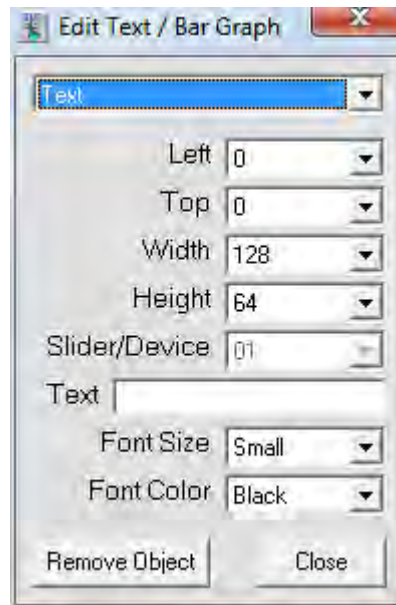 Edit Text / Bar Graph
Text
Left 0
Top 0
Width 128
Height 64
Slider/Device 01
Text
Font Size Small
Font Color Black
Remove Object Close